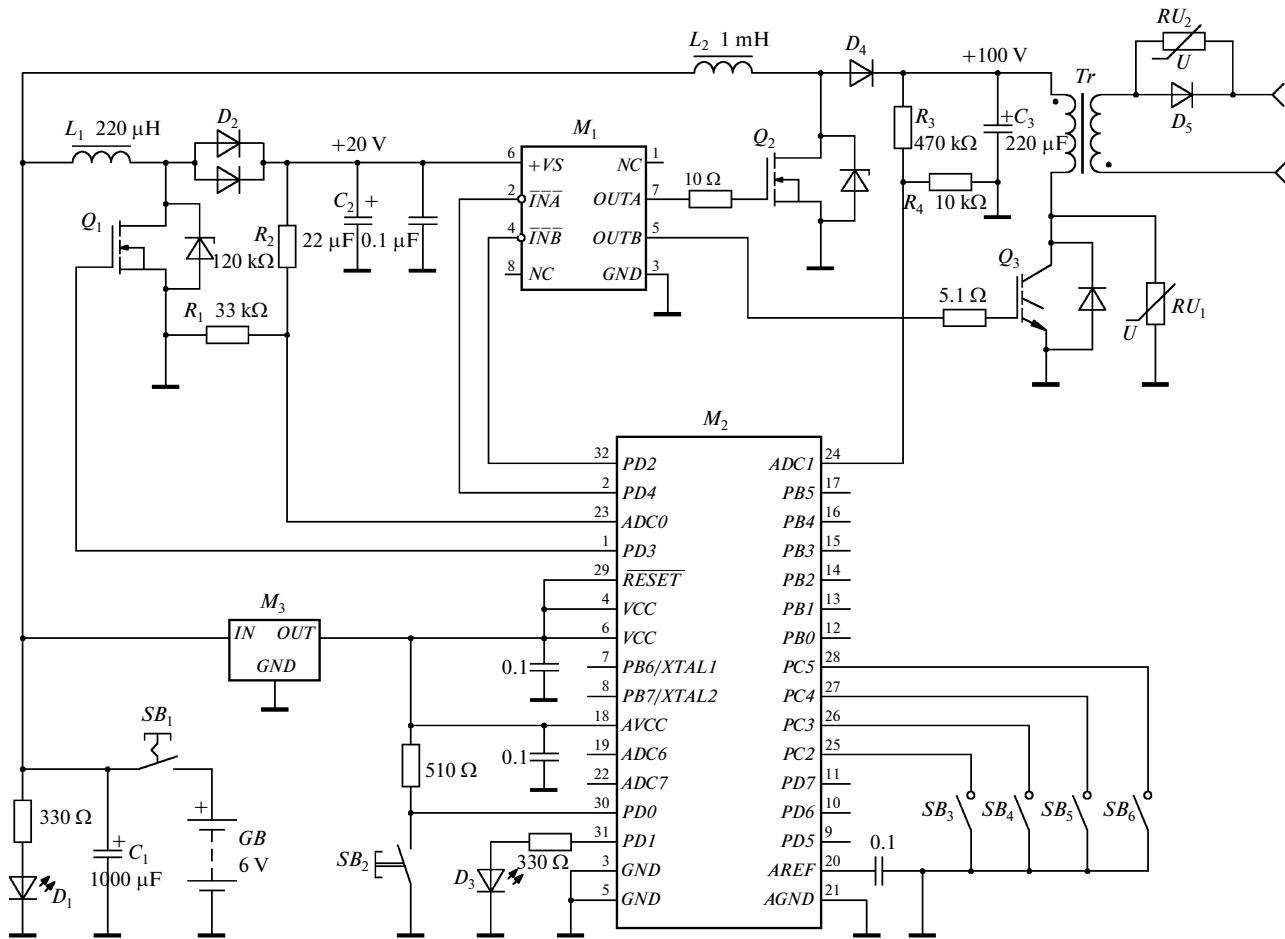 L2 1 mH
D4
+100 V
RU2
U
Tr
D5
L1 220 μH
D2
+20 V
M1
6 +VS
NC 1
2 INA
OUTA 7
4 INB
OUTB 5
8 NC
GND 3
10 Ω
Q2
R3
470 kΩ
+ C3
220 μF
R4 10 kΩ
Q1
R2
120 kΩ
C2 +
22 μF
0.1 μF
R1 33 kΩ
5.1 Ω
Q3
U
RU1
M2
32 PD2
ADC1 24
2 PD4
PB5 17
23 ADC0
PB4 16
1 PD3
PB3 15
29 RESET
PB2 14
4 VCC
PB1 13
6 VCC
PB0 12
7 PB6/XTAL1
PC5 28
8 PB7/XTAL2
PC4 27
18 AVCC
PC3 26
19 ADC6
PC2 25
22 ADC7
PD7 11
30 PD0
PD6 10
31 PD1
PD5 9
3 GND
AREF 20
5 GND
AGND 21
M3
IN OUT
GND
0.1
0.1
SB1
510 Ω
330 Ω
+
C1
1000 μF
D1
+
GB
6 V
SB2
D3
330 Ω
0.1
SB3
SB4
SB5
SB6